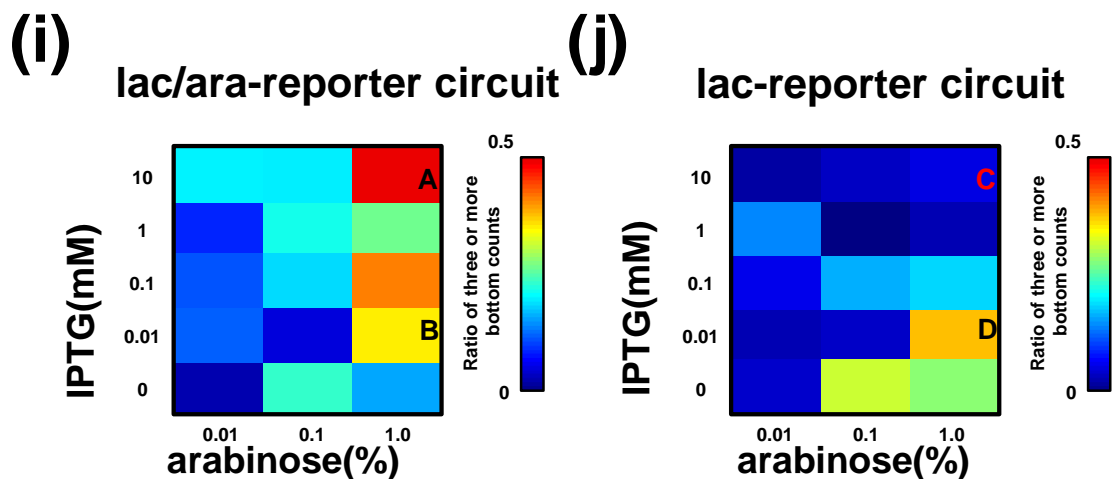 (i)
lac/ara-reporter circuit
IPTG(mM)
10
1
0.1
0.01
0
A
B
0.01 0.1 1.0
arabinose(%)
0.5
0
Ratio of three or more
bottom counts
(j)
lac-reporter circuit
IPTG(mM)
10
1
0.1
0.01
0
C
D
0.01 0.1 1.0
arabinose(%)
0.5
0
Ratio of three or more
bottom counts